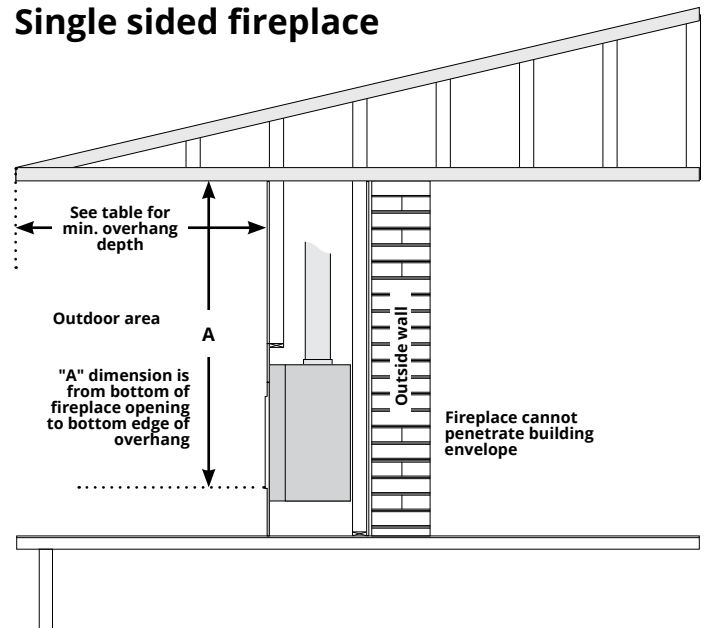 Single sided fireplace
See table for
min. overhang
depth
Outdoor area
A
"A" dimension is
from bottom of
fireplace opening
to bottom edge of
overhang
Outside wall
Fireplace cannot
penetrate building
envelope